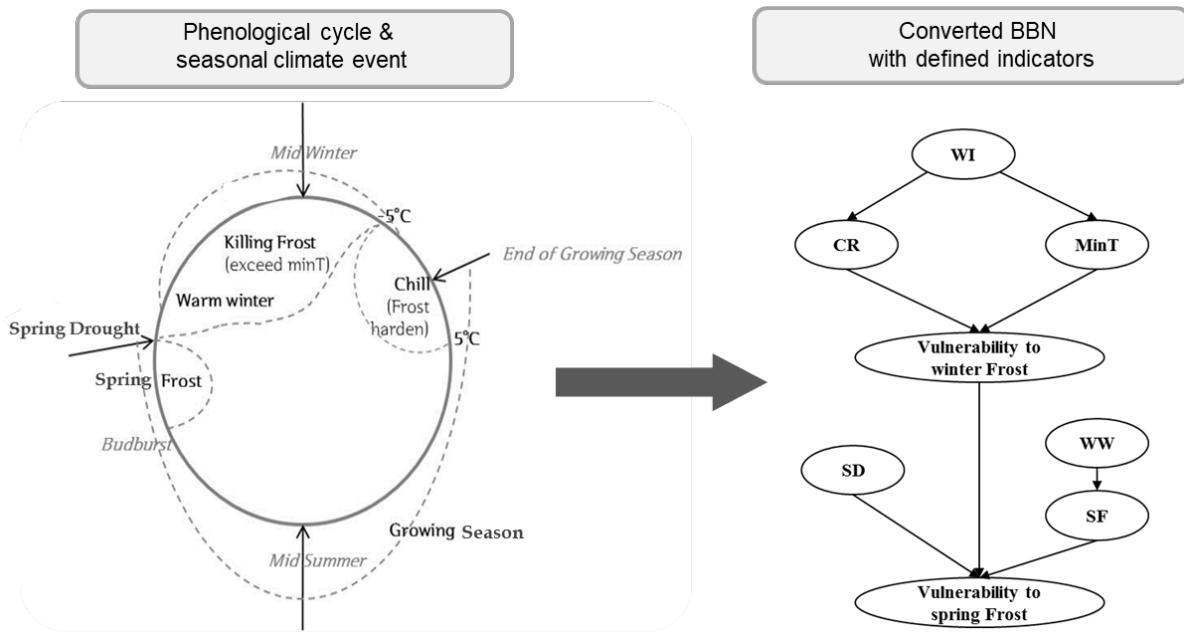 Phenological cycle &
seasonal climate event
Converted BBN
with defined indicators
Mid Winter
-5°C
Killing Frost
(exceed minT)
End of Growing Season
Chill
(Frost
harden)
Warm winter
Spring Drought
5°C
Spring Frost
Budburst
Growing Season
Mid Summer
WI
CR
MinT
Vulnerability to
winter Frost
WW
SD
SF
Vulnerability to
spring Frost